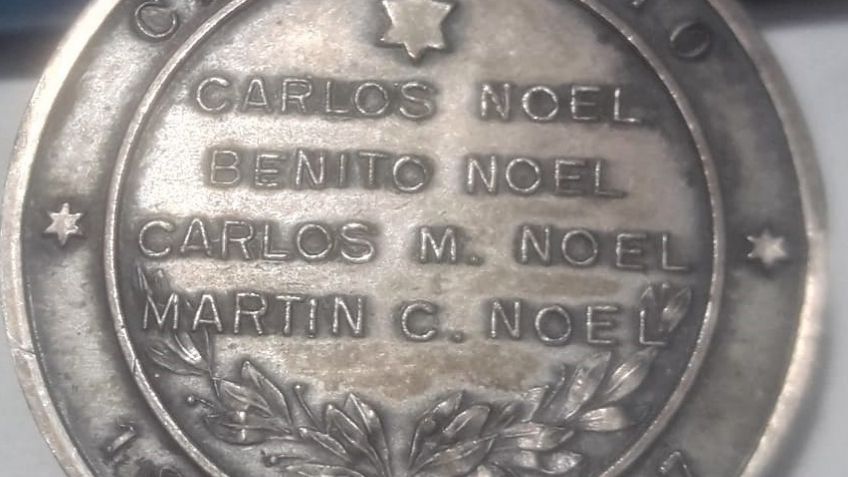 CARLOS NOEL
BENITO NOEL
CARLOS M. NOEL
MARTIN C. NOEL